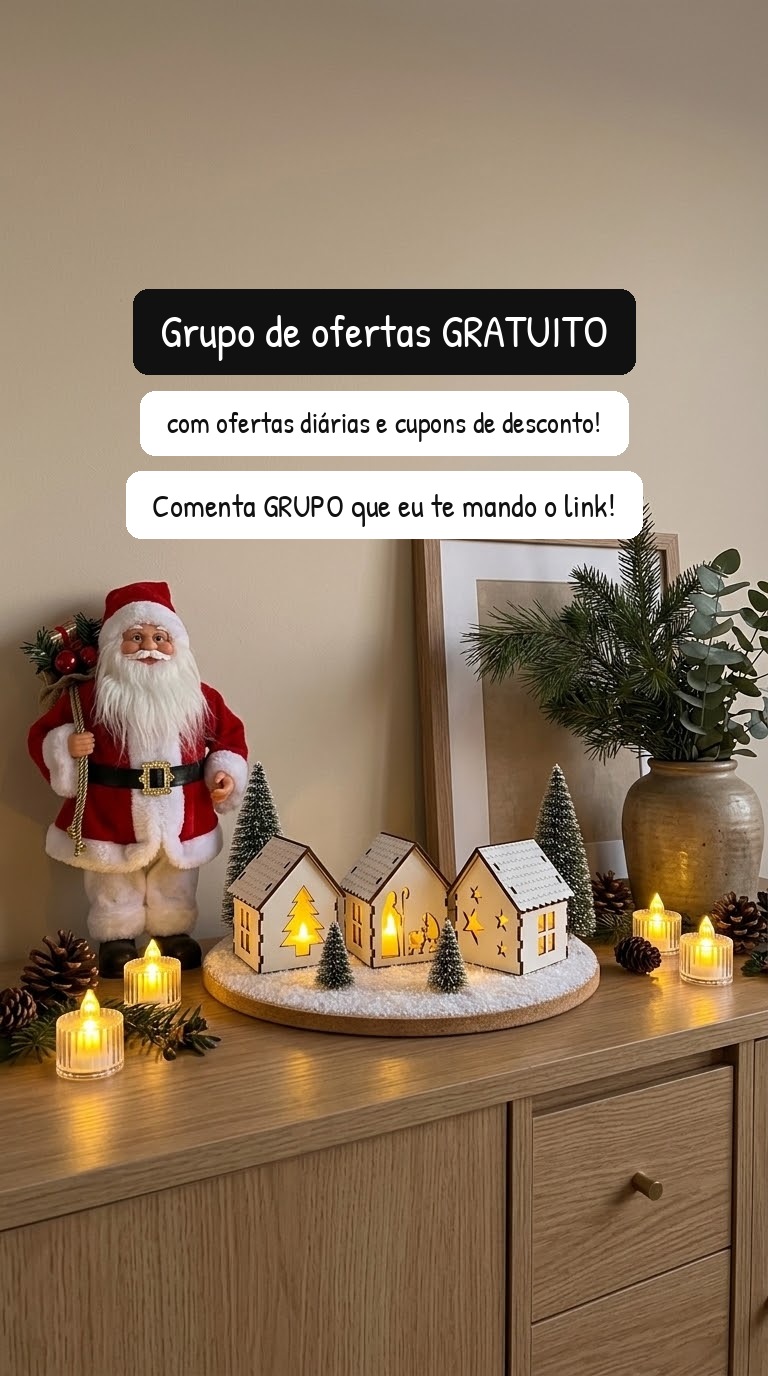 Grupo de ofertas GRATUITO
com ofertas diárias e cupons de desconto!
Comenta GRUPO que eu te mando o link!